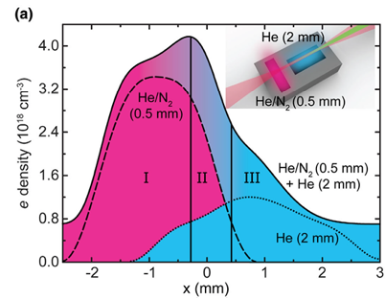 (a)
He (2 mm)
He/N₂ (0.5 mm)
4.0
3.2
2.4
1.6
0.8
0.0
e density (10¹⁸ cm⁻³)
He/N₂
(0.5 mm)
I
II
III
He/N₂ (0.5 mm)
+ He (2 mm)
He (2 mm)
-2
-1
0
1
2
3
x (mm)